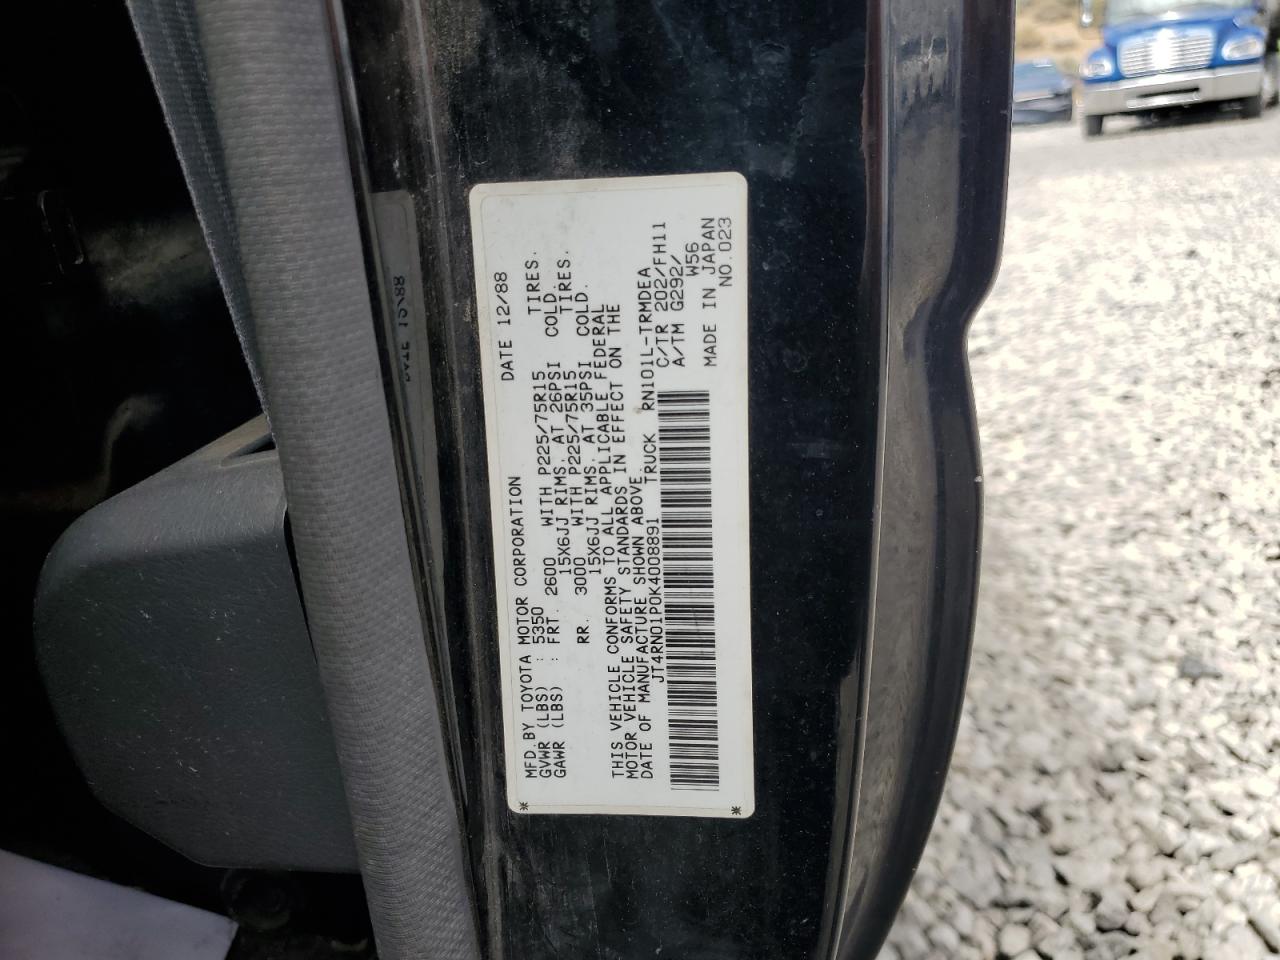 MFD. BY TOYOTA MOTOR CORPORATION DATE 12/88
GVWR (LBS) : 5350
GAWR (LBS) : FRT. 2600 WITH P225/75R15 TIRES.
15X6JJ RIMS. AT 26PSI COLD.
RR. 3000 WITH P225/75R15 TIRES.
15X6JJ RIMS. AT 35PSI COLD.
THIS VEHICLE CONFORMS TO ALL APPLICABLE FEDERAL
MOTOR VEHICLE SAFETY STANDARDS IN EFFECT ON THE
DATE OF MANUFACTURE SHOWN ABOVE.
JT4RN01P0K4008891 TRUCK RN101L-TRMDEA
C/TR 202/FH11
A/TM G292/
W56
MADE IN JAPAN
NO.023